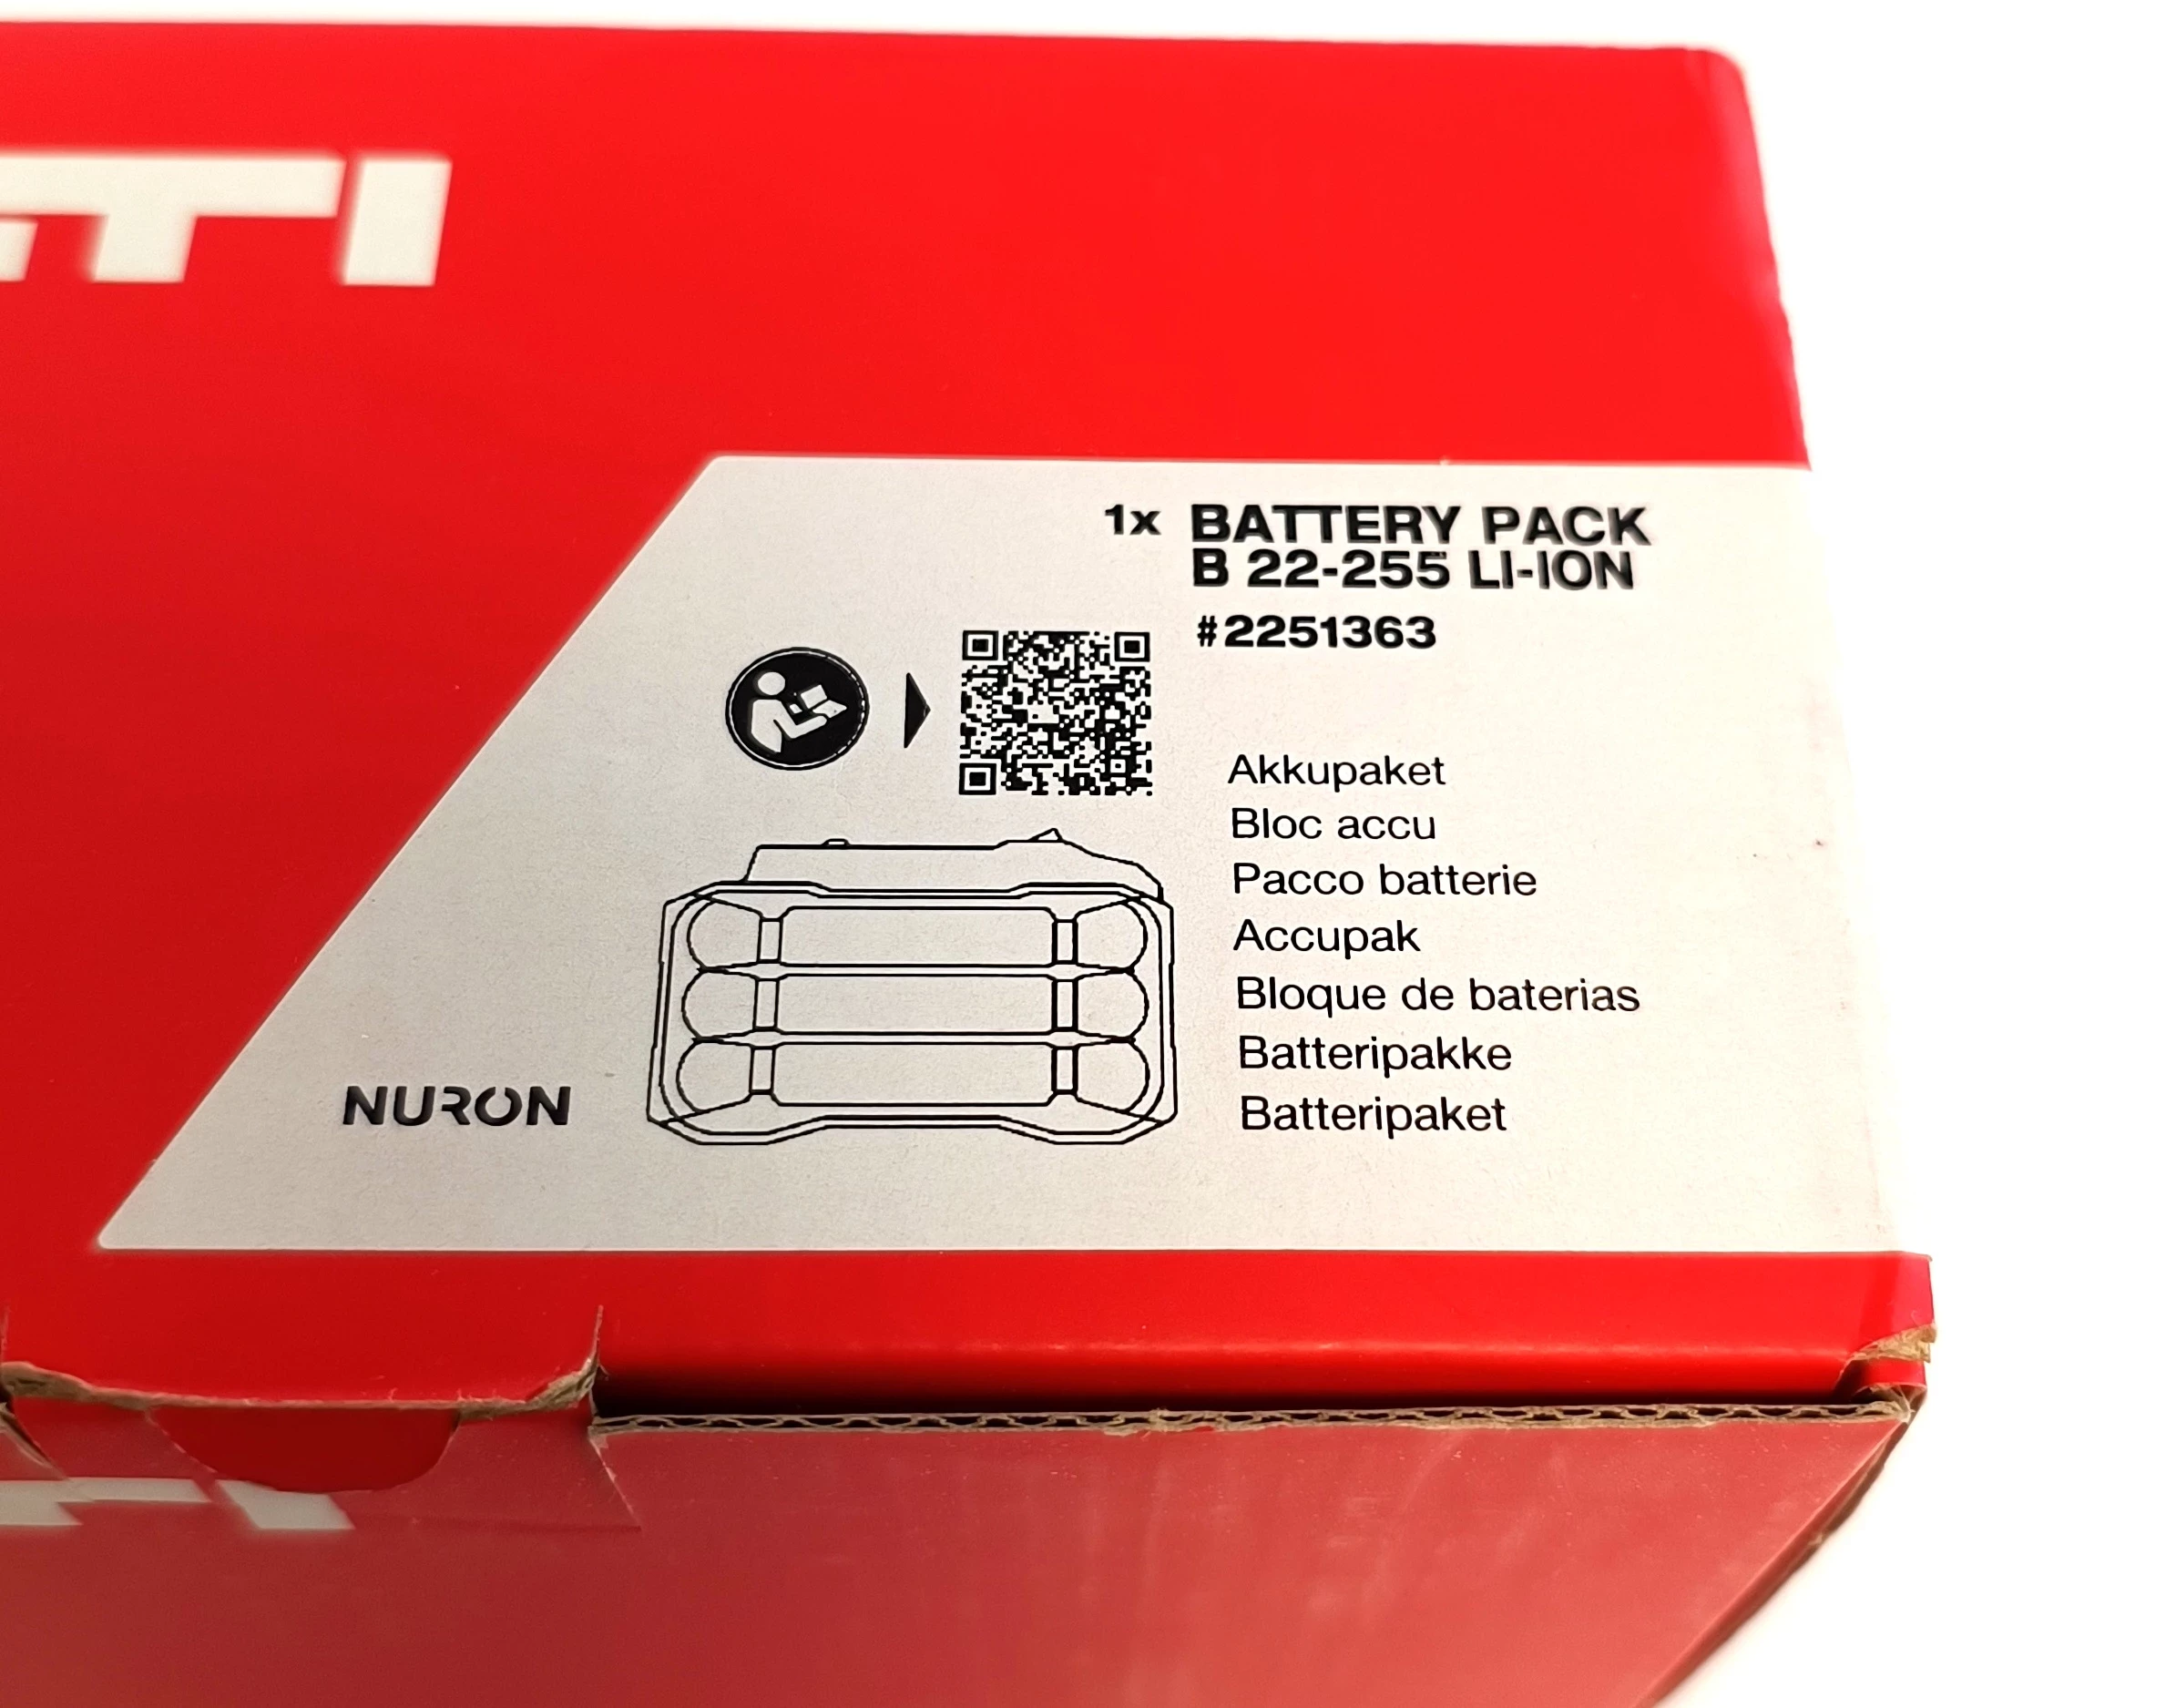 LTI
1x BATTERY PACK
B 22-255 LI-ION
#2251363
Akkupaket
Bloc accu
Pacco batterie
Accupak
Bloque de baterias
Batteripakke
Batteripaket
NURON